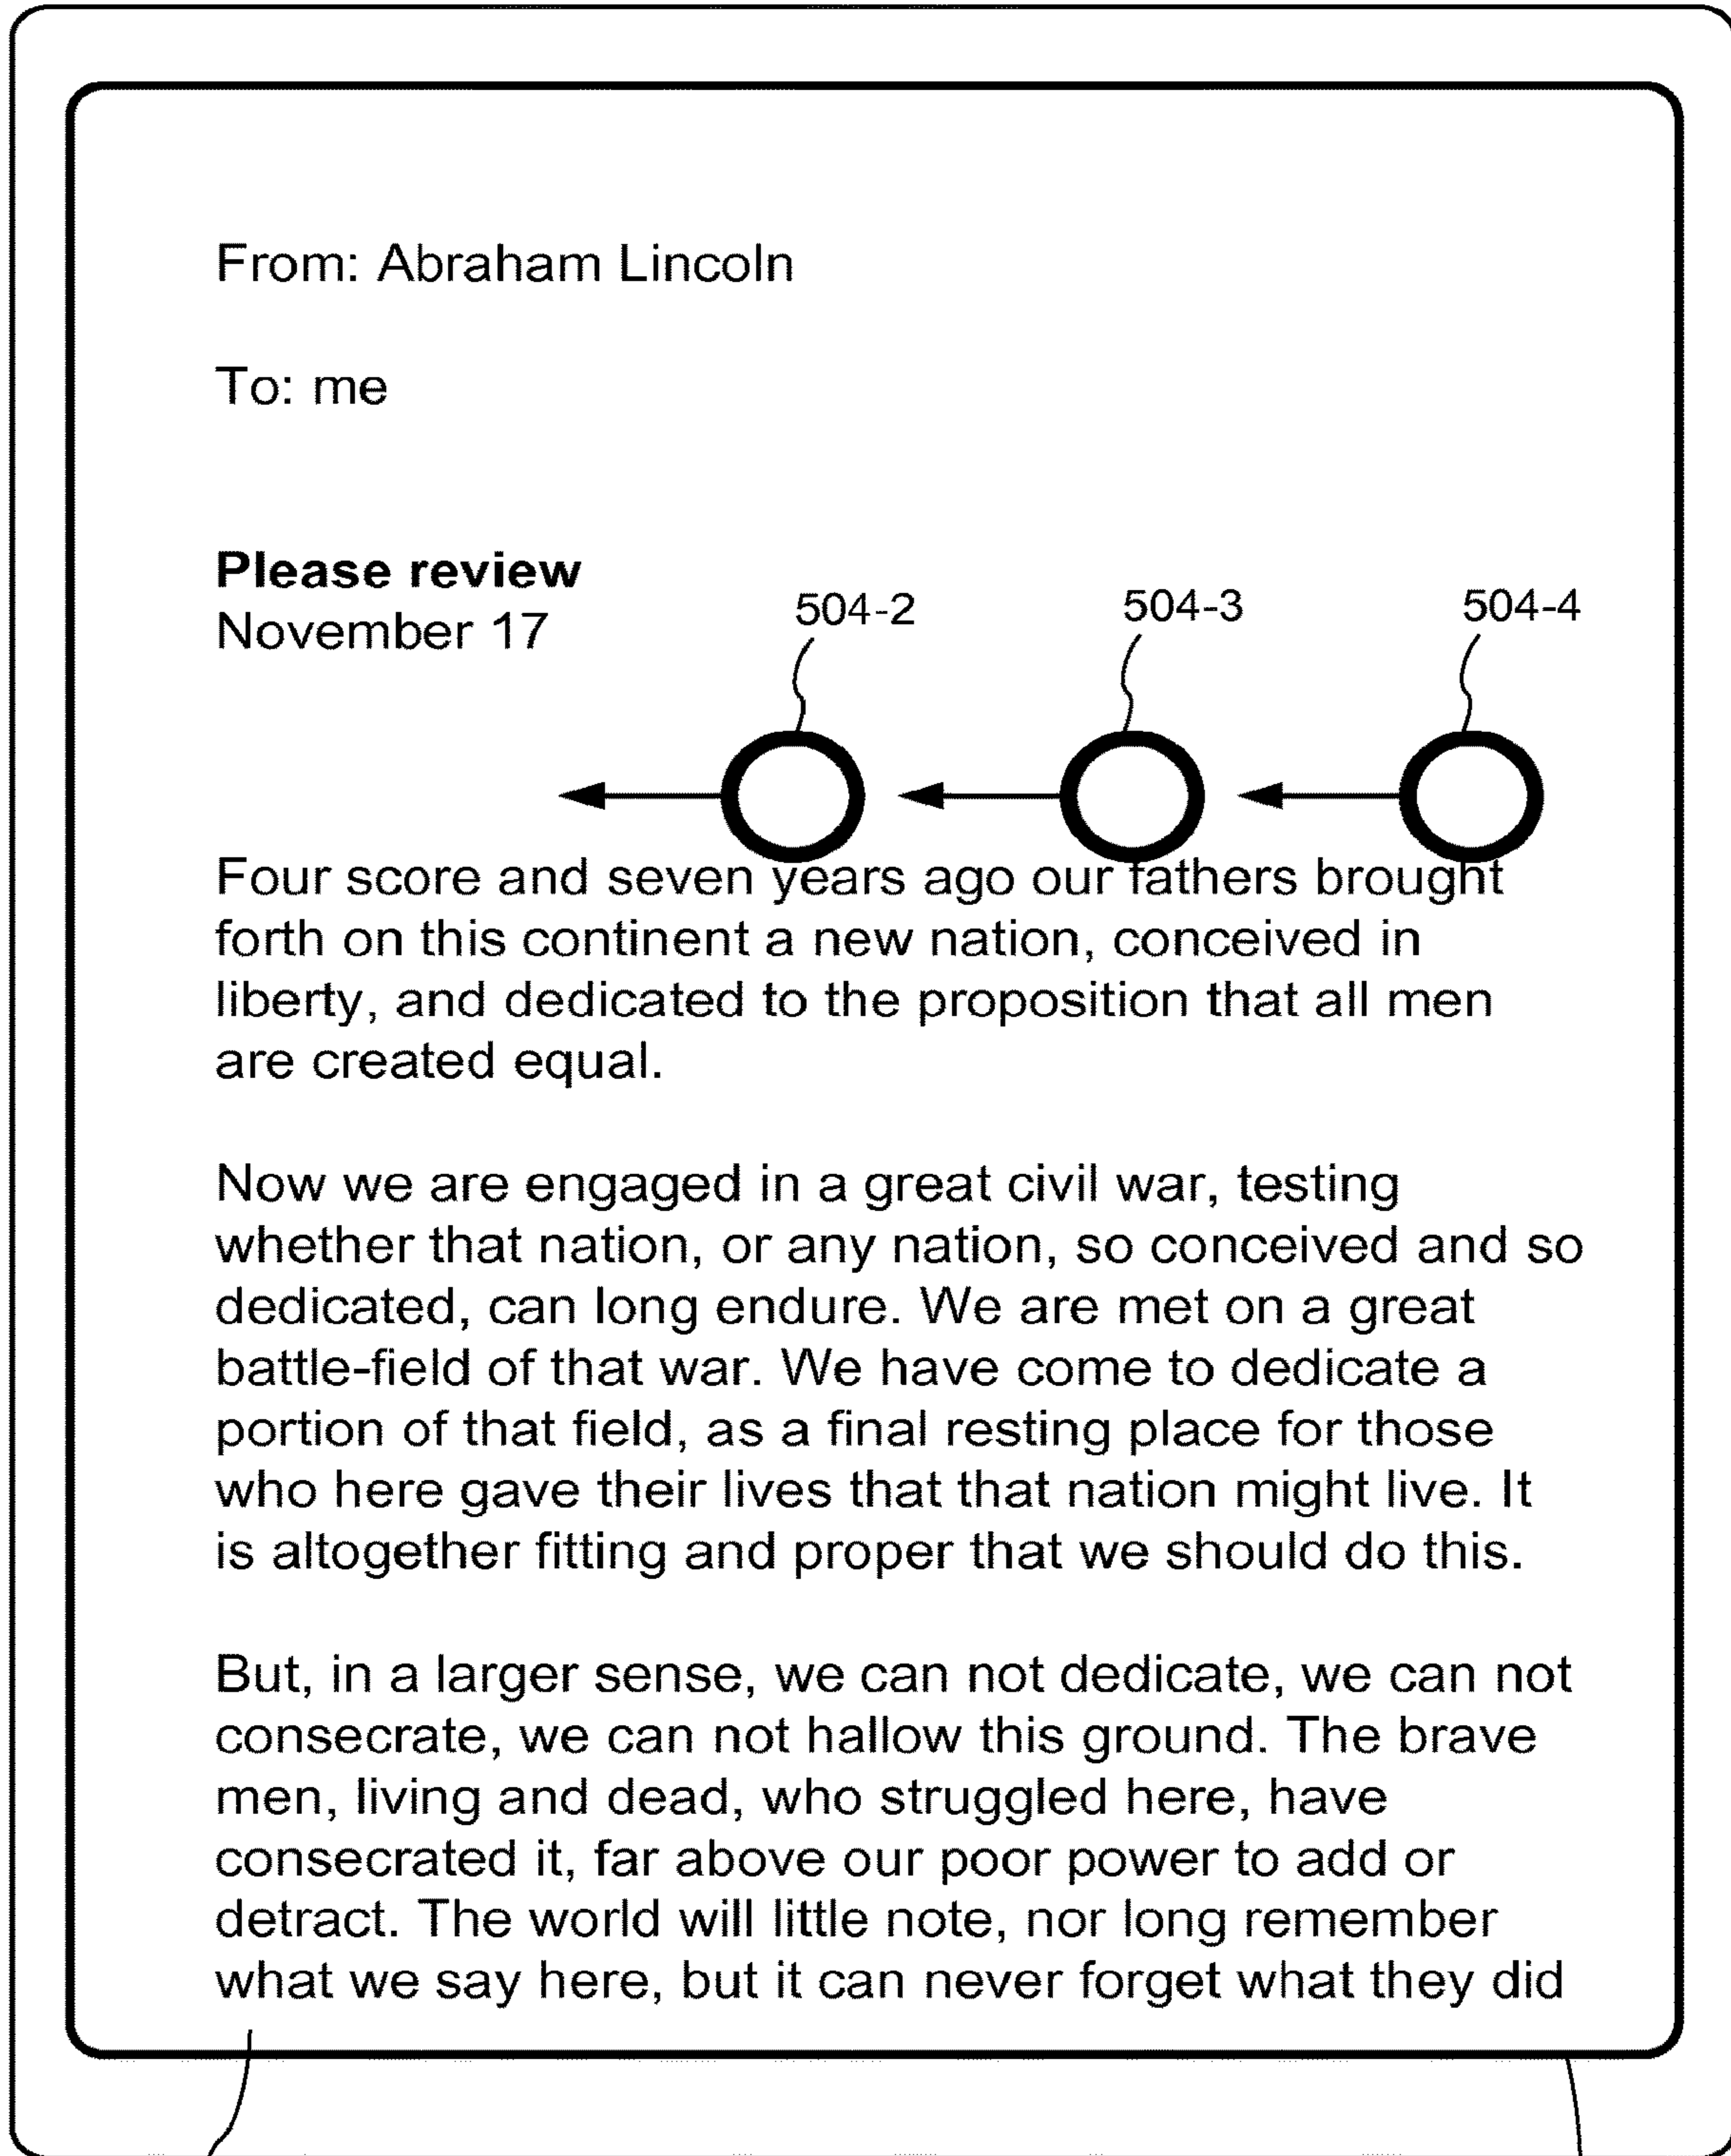 From: Abraham Lincoln
To: me
Please review
November 17
504-2
504-3
504-4
Four score and seven years ago our fathers brought
forth on this continent a new nation, conceived in
liberty, and dedicated to the proposition that all men
are created equal.
Now we are engaged in a great civil war, testing
whether that nation, or any nation, so conceived and so
dedicated, can long endure. We are met on a great
battle-field of that war. We have come to dedicate a
portion of that field, as a final resting place for those
who here gave their lives that that nation might live. It
is altogether fitting and proper that we should do this.
But, in a larger sense, we can not dedicate, we can not
consecrate, we can not hallow this ground. The brave
men, living and dead, who struggled here, have
consecrated it, far above our poor power to add or
detract. The world will little note, nor long remember
what we say here, but it can never forget what they did